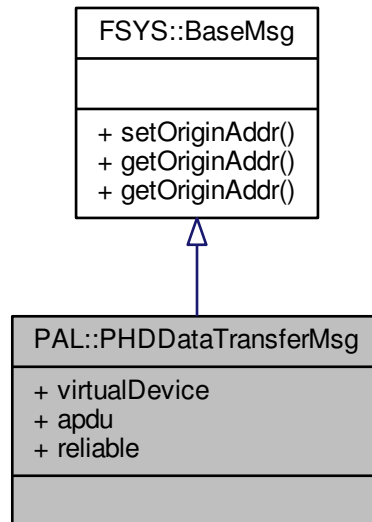 FSYS::BaseMsg
+ setOriginAddr()
+ getOriginAddr()
+ getOriginAddr()
PAL::PHDDataTransferMsg
+ virtualDevice
+ apdu
+ reliable